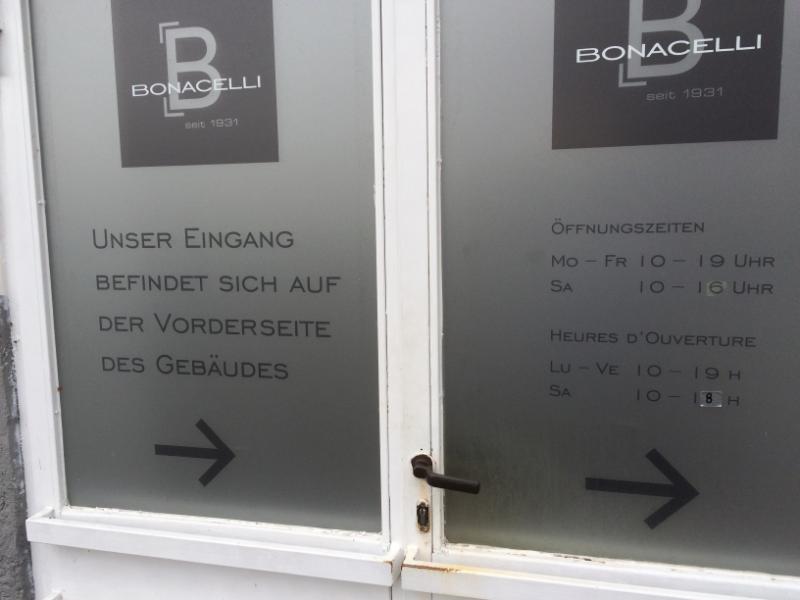 B
BONACELLI
seit 1931
UNSER EINGANG
BEFINDET SICH AUF
DER VORDERSEITE
DES GEBÄUDES
B
BONACELLI
seit 1931
ÖFFNUNGSZEITEN
MO – FR 10 – 19 UHR
SA 10 – 16 UHR
HEURES D'OUVERTURE
LU – VE 10 – 19 H
SA 10 – 18 H